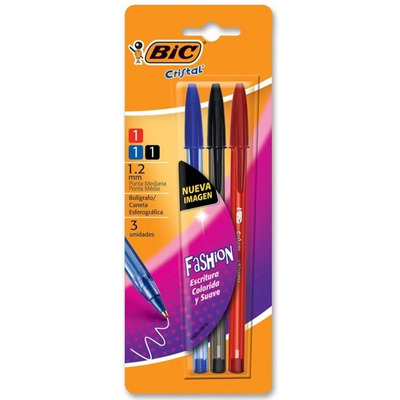 BIC
Cristal
1
1 1
1.2
mm
Punta Mediana
Ponta Média
Bolígrafo/
Caneta
Esferográfica
3
unidades
NUEVA
IMAGEN
FASHION
Escritura
Colorida
y Suave